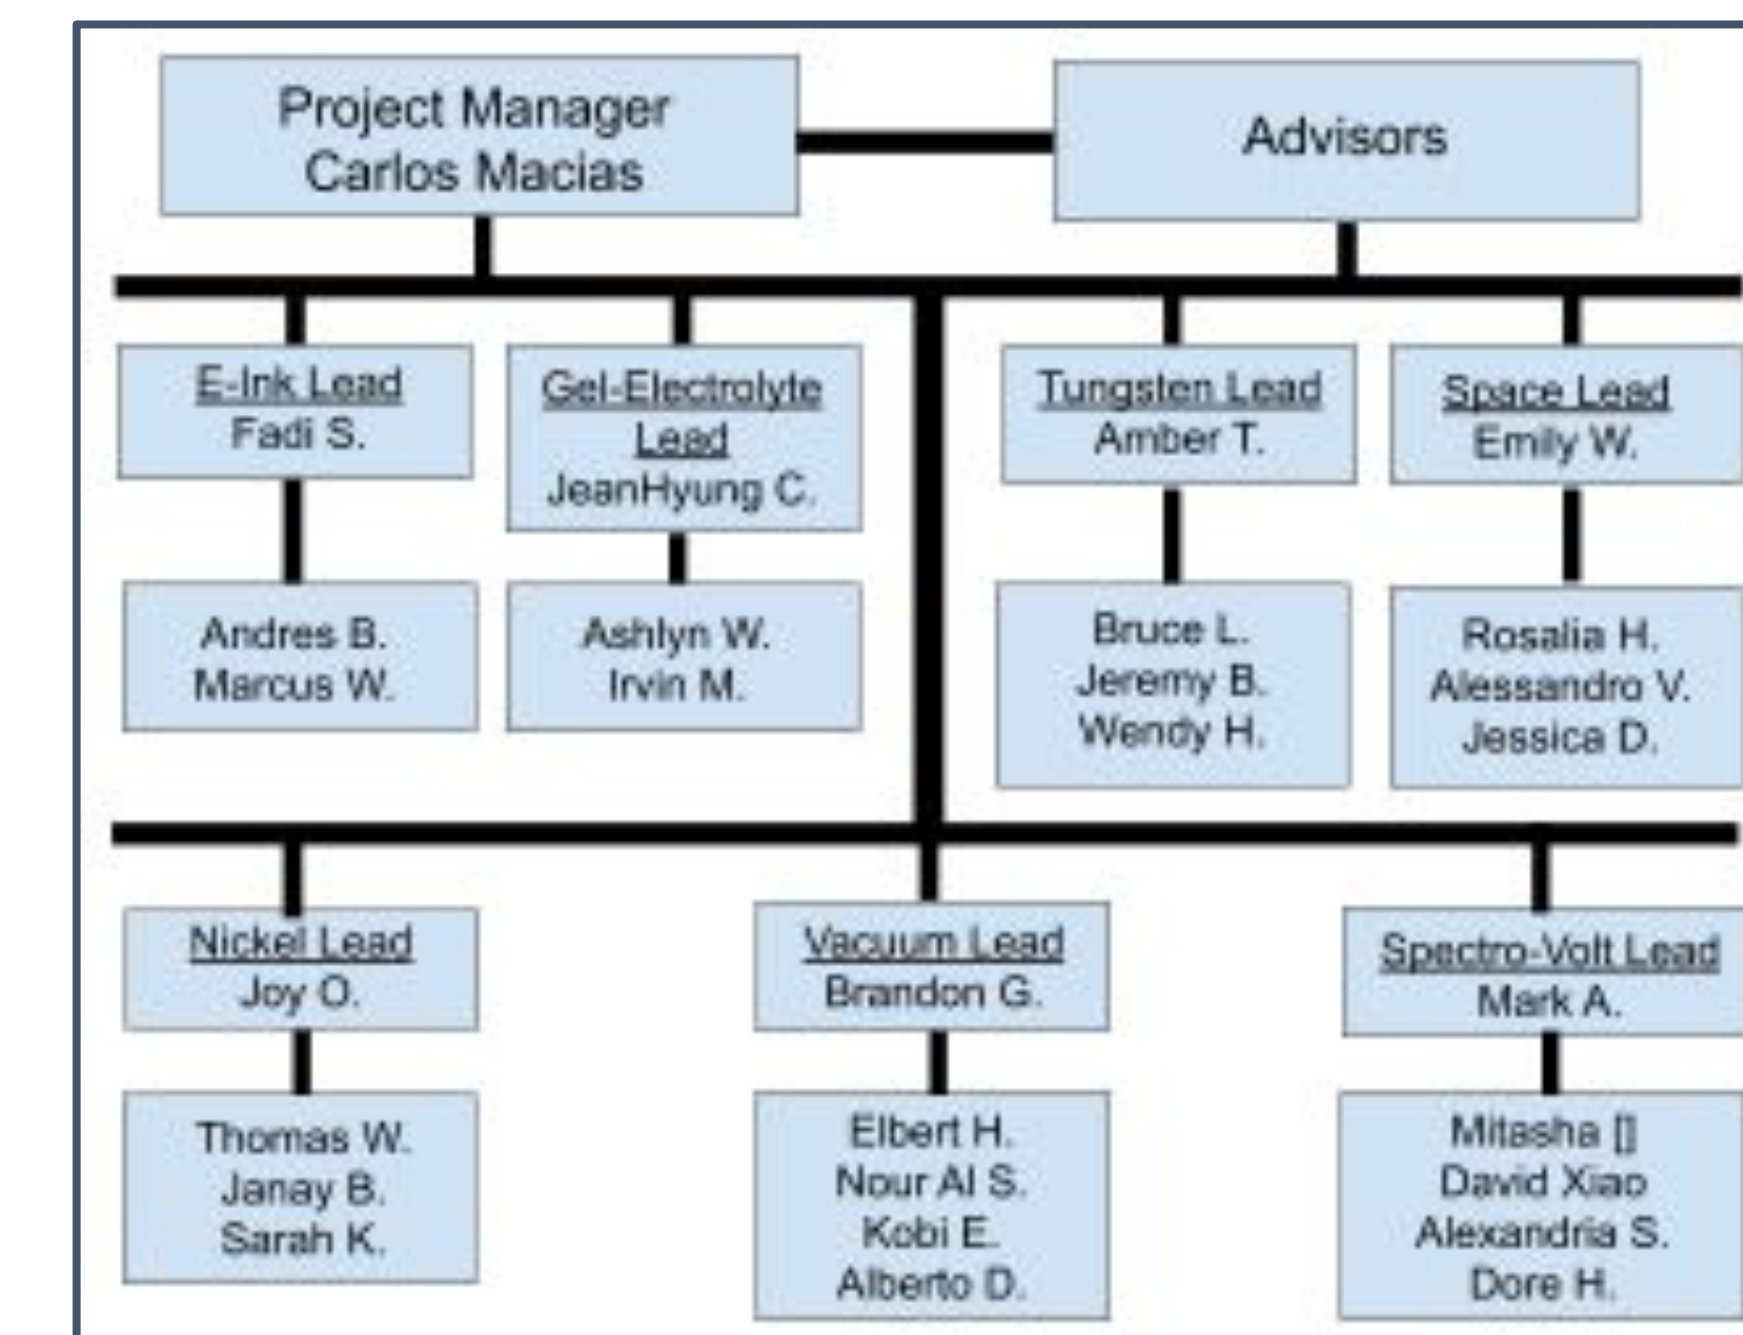 Project Manager
Carlos Macias
Advisors
E-Ink Lead
Fadi S.
Gel-Electrolyte
Lead
JeanHyung C.
Tungsten Lead
Amber T.
Space Lead
Emily W.
Andres B.
Marcus W.
Ashlyn W.
Irvin M.
Bruce L.
Jeremy B.
Wendy H.
Rosalia H.
Alessandro V.
Jessica D.
Nickel Lead
Joy O.
Vacuum Lead
Brandon G.
Spectro-Volt Lead
Mark A.
Thomas W.
Janay B.
Sarah K.
Elbert H.
Nour Al S.
Kobi E.
Alberto D.
Mitasha []
David Xiao
Alexandria S.
Dore H.